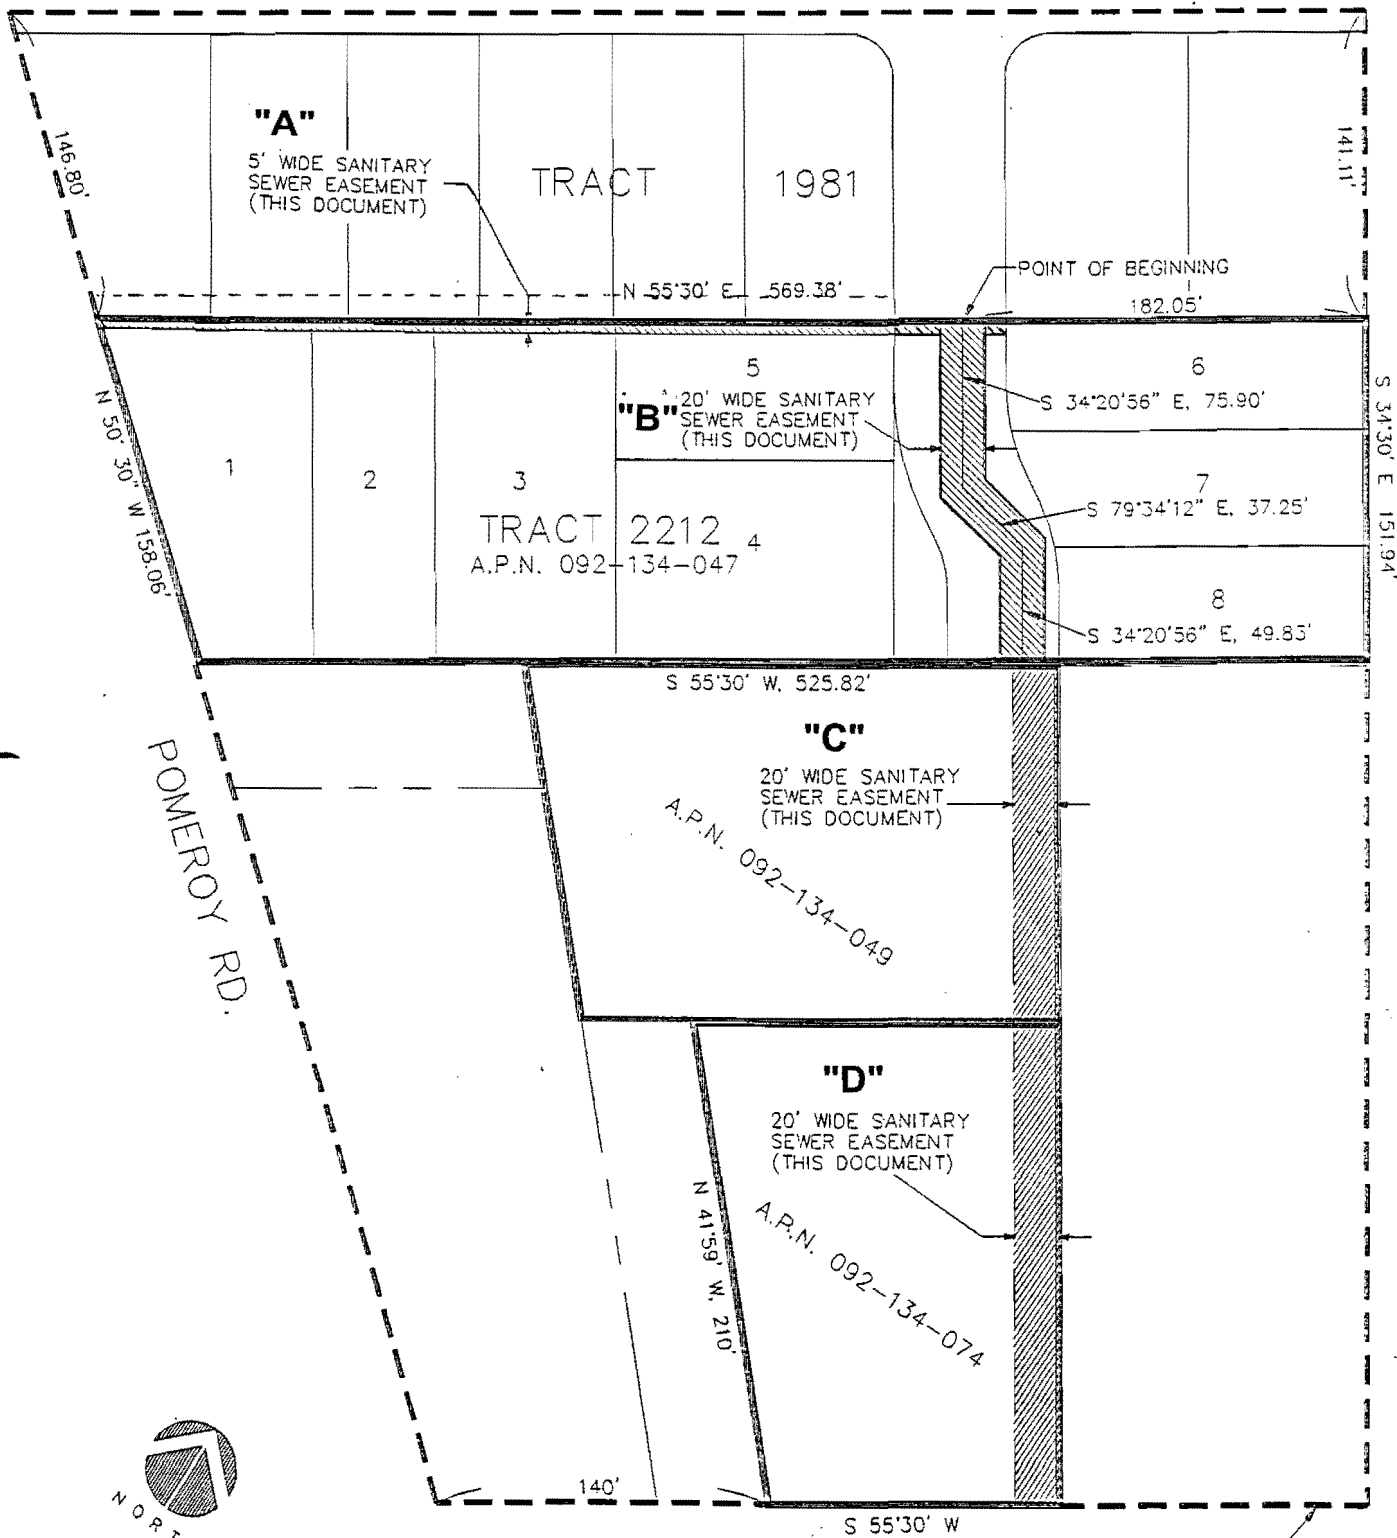 "A"
5' WIDE SANITARY
SEWER EASEMENT
(THIS DOCUMENT)
TRACT 1981
146.80'
141.11'
POINT OF BEGINNING
N 55°30' E 569.38'
182.05'
5
6
"B"
20' WIDE SANITARY
SEWER EASEMENT
(THIS DOCUMENT)
S 34°20'56" E, 75.90'
S 34°30' E 151.94'
N 50° 30" W 158.06'
1
2
3
7
S 79°34'12" E, 37.25'
TRACT 2212
4
A.P.N. 092-134-047
8
S 34°20'56" E, 49.83'
S 55°30' W, 525.82'
"C"
20' WIDE SANITARY
SEWER EASEMENT
(THIS DOCUMENT)
A.P.N. 092-134-049
POMEROY RD.
"D"
20' WIDE SANITARY
SEWER EASEMENT
(THIS DOCUMENT)
N 41°59' W, 210'
A.P.N. 092-134-074
140'
S 55°30' W